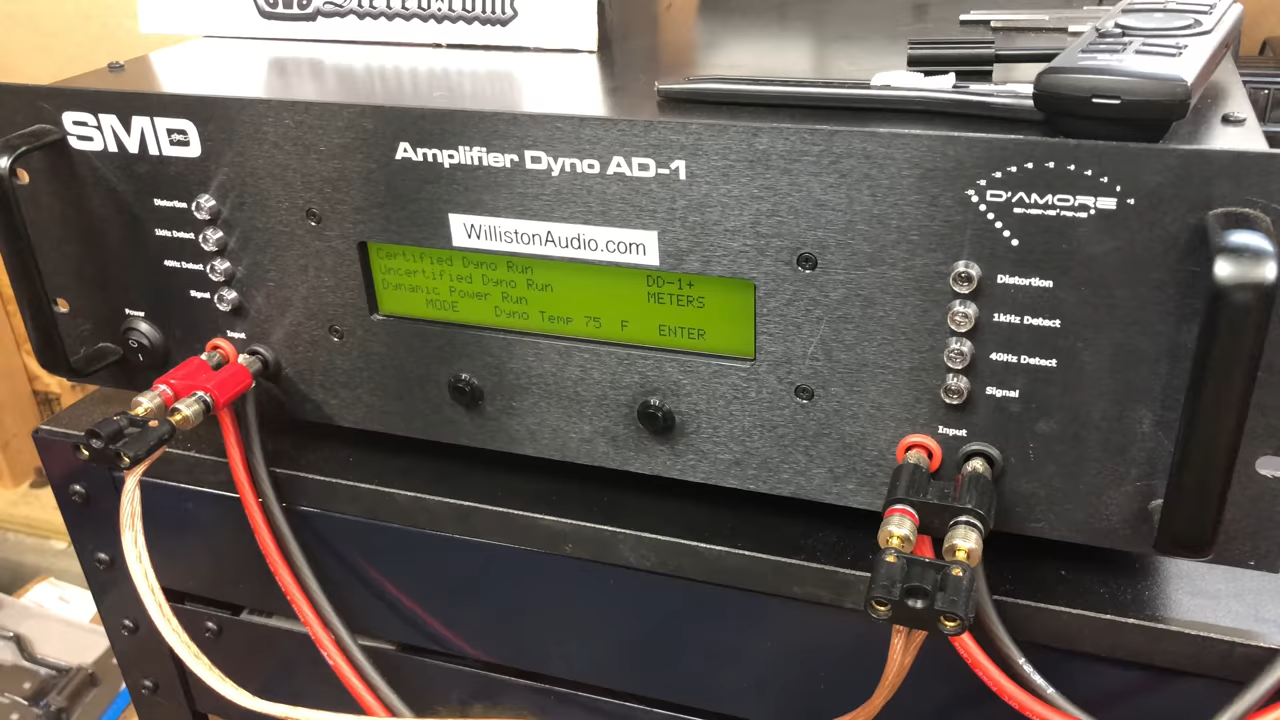 Stereo.com
SMD
Amplifier Dyno AD-1
D'AMORE
ENGINEERING
WillistonAudio.com
Distortion
1kHz Detect
40Hz Detect
Signal
Power
Input
Certified Dyno Run
Uncertified Dyno Run DD-1+
Dynamic Power Run METERS
MODE Dyno Temp 75 F ENTER
Distortion
1kHz Detect
40Hz Detect
Signal
Input